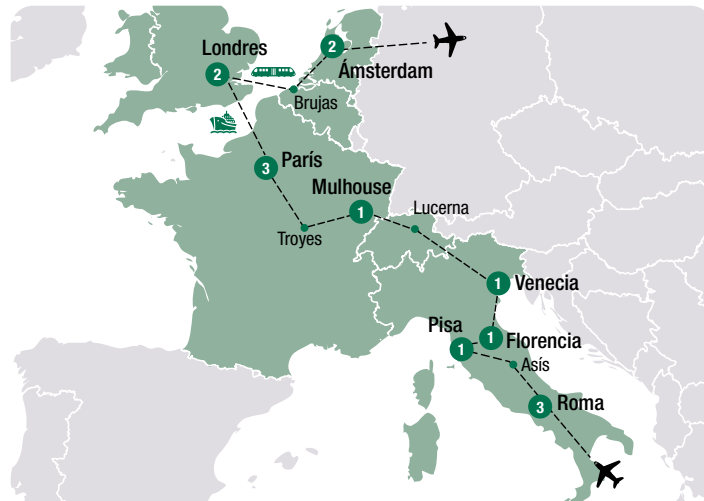 Londres
2
2
Ámsterdam
Brujas
3
París
Mulhouse
1
Lucerna
Troyes
1
Venecia
Pisa
1
1
Florencia
Asís
3
Roma